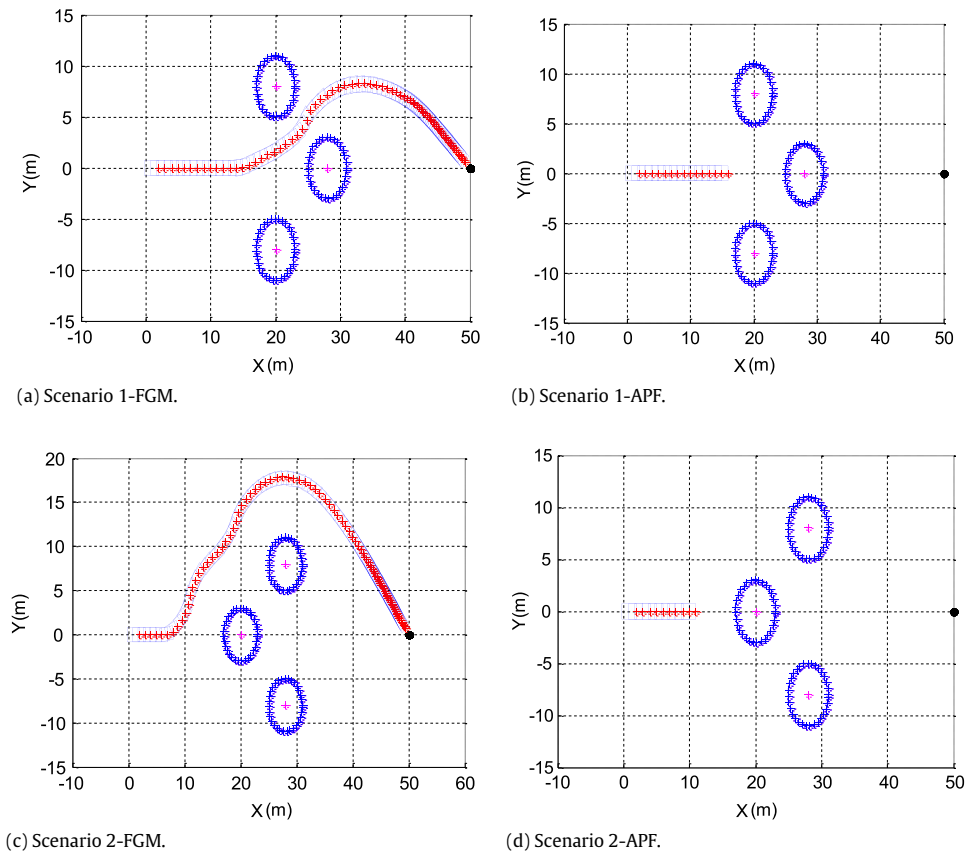 15
10
5
0
-5
-10
-15
Y(m)
-10 0 10 20 30 40 50
X(m)
(a) Scenario 1-FGM.
15
10
5
0
-5
-10
-15
Y(m)
-10 0 10 20 30 40 50
X(m)
(b) Scenario 1-APF.
20
15
10
5
0
-5
-10
-15
Y(m)
-10 0 10 20 30 40 50 60
X(m)
(c) Scenario 2-FGM.
15
10
5
0
-5
-10
-15
Y(m)
-10 0 10 20 30 40 50
X(m)
(d) Scenario 2-APF.